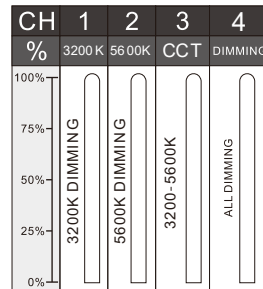 CH 1 2 3 4
% 3200K 5600K CCT DIMMING
100%
75%
50%
25%
0%
3200K DIMMING
5600K DIMMING
3200-5600K
ALL DIMMING